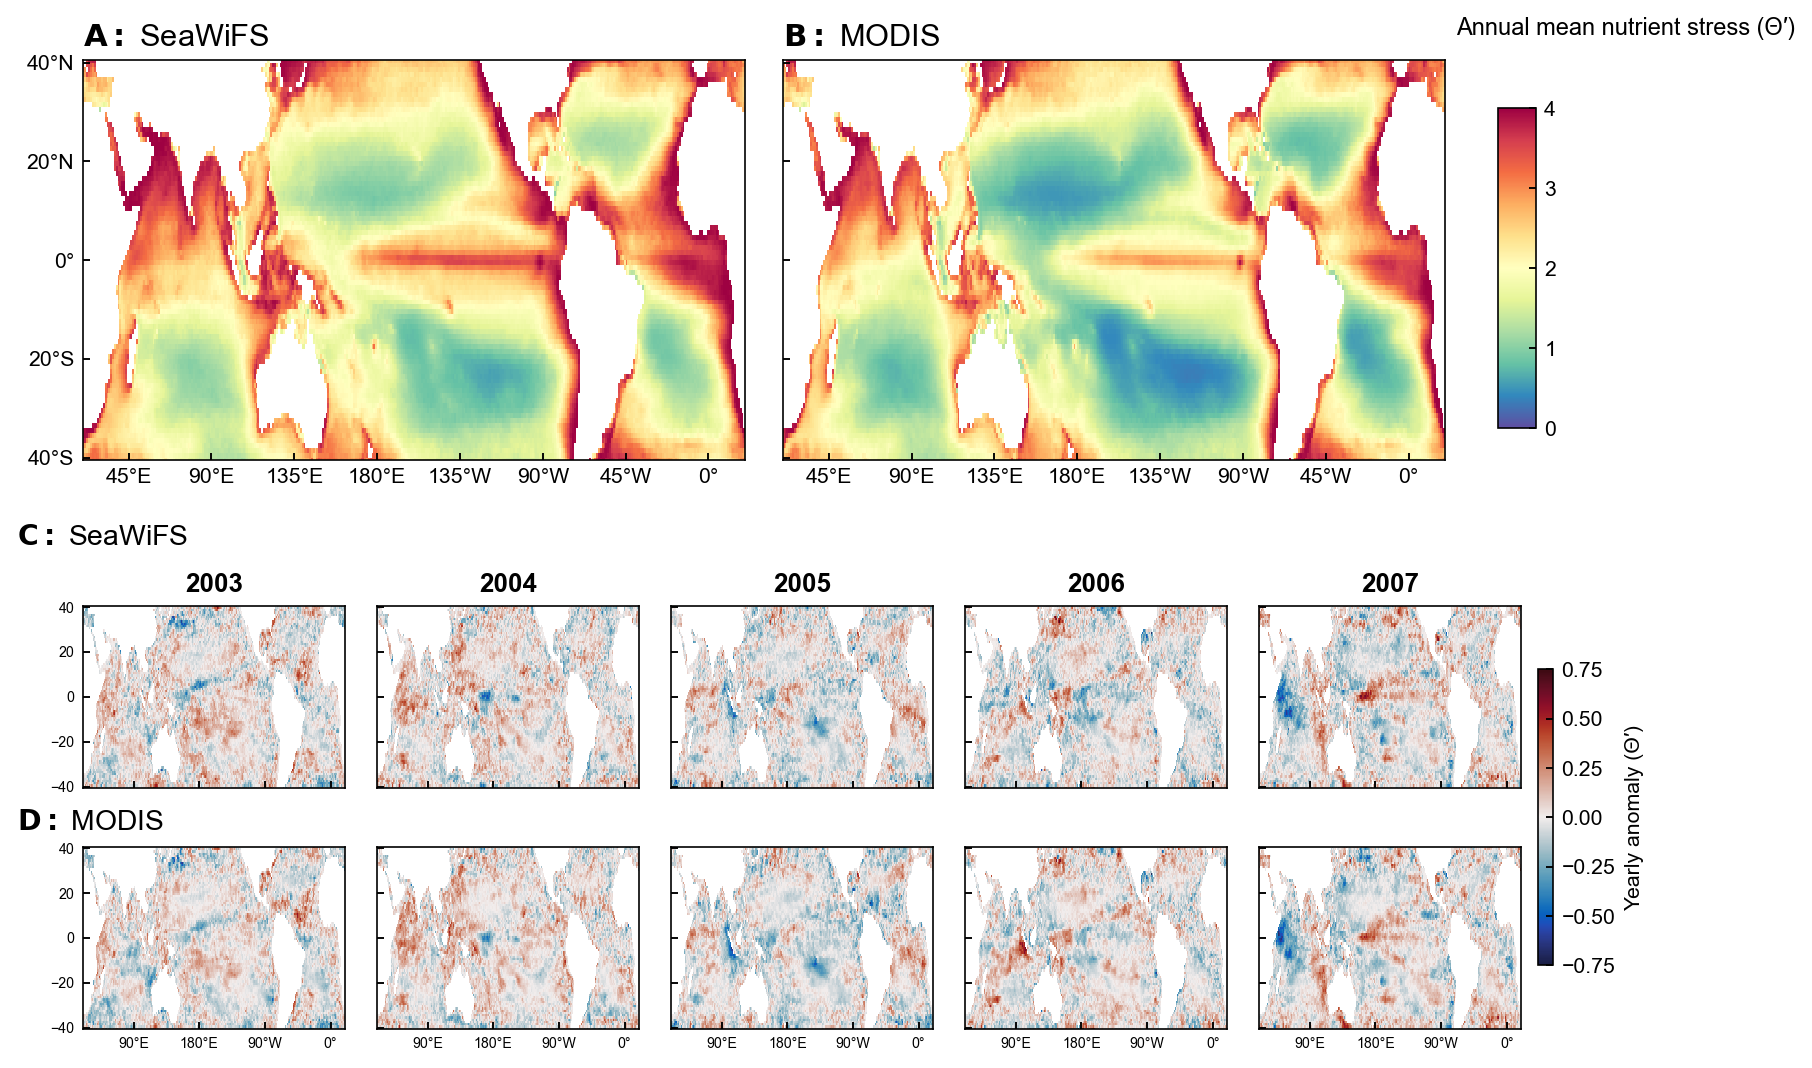 A: SeaWiFS
B: MODIS
Annual mean nutrient stress (Θ′)
40°N
20°N
0°
20°S
40°S
45°E 90°E 135°E 180°E 135°W 90°W 45°W 0°
45°E 90°E 135°E 180°E 135°W 90°W 45°W 0°
4
3
2
1
0
C: SeaWiFS
2003 2004 2005 2006 2007
40
20
0
−20
−40
D: MODIS
40
20
0
−20
−40
90°E 180°E 90°W 0°
90°E 180°E 90°W 0°
90°E 180°E 90°W 0°
90°E 180°E 90°W 0°
90°E 180°E 90°W 0°
0.75
0.50
0.25
0.00
−0.25
−0.50
−0.75
Yearly anomaly (Θ′)